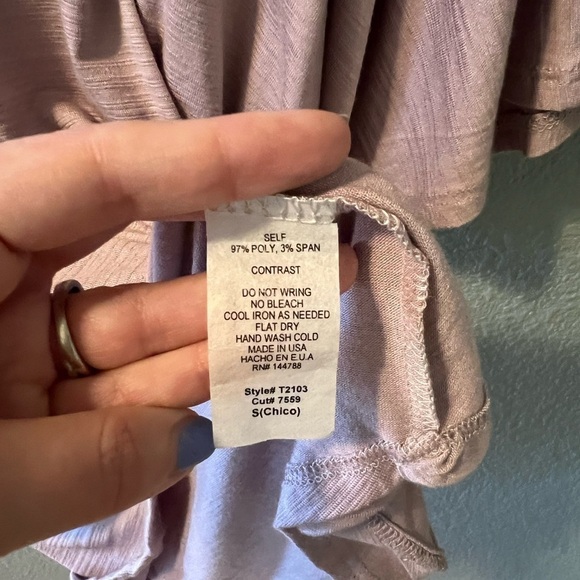 SELF
97% POLY, 3% SPAN
CONTRAST
DO NOT WRING
NO BLEACH
COOL IRON AS NEEDED
FLAT DRY
HAND WASH COLD
MADE IN USA
HACHO EN E.U.A
RN# 144788
Style# T2103
Cut# 7559
S(Chico)